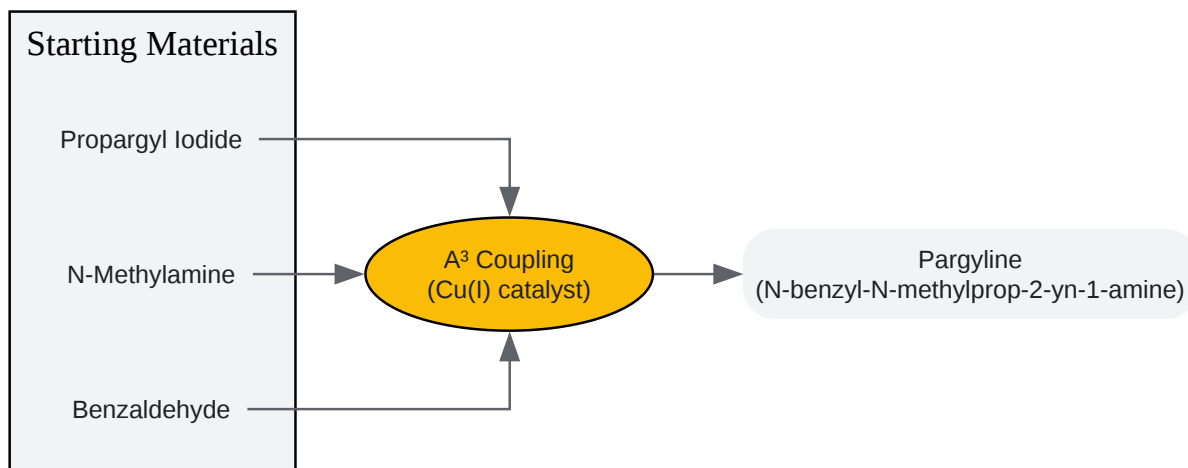 Starting Materials
Propargyl Iodide
N-Methylamine
Benzaldehyde
A³ Coupling
(Cu(I) catalyst)
Pargyline
(N-benzyl-N-methylprop-2-yn-1-amine)